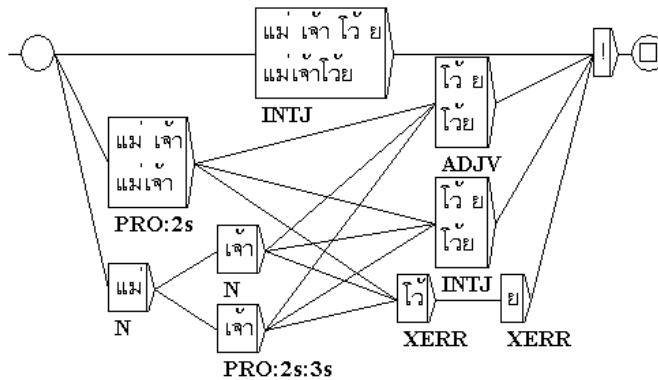 แม่ เจ้า โว้ ย
แม่เจ้าโว้ย
INTJ
!
โว้ ย
โว้ย
ADJV
แม่ เจ้า
แม่เจ้า
PRO:2s
โว้ ย
โว้ย
INTJ
เจ้า
N
แม่
N
โว้
XERR
ย
XERR
เจ้า
PRO:2s:3s